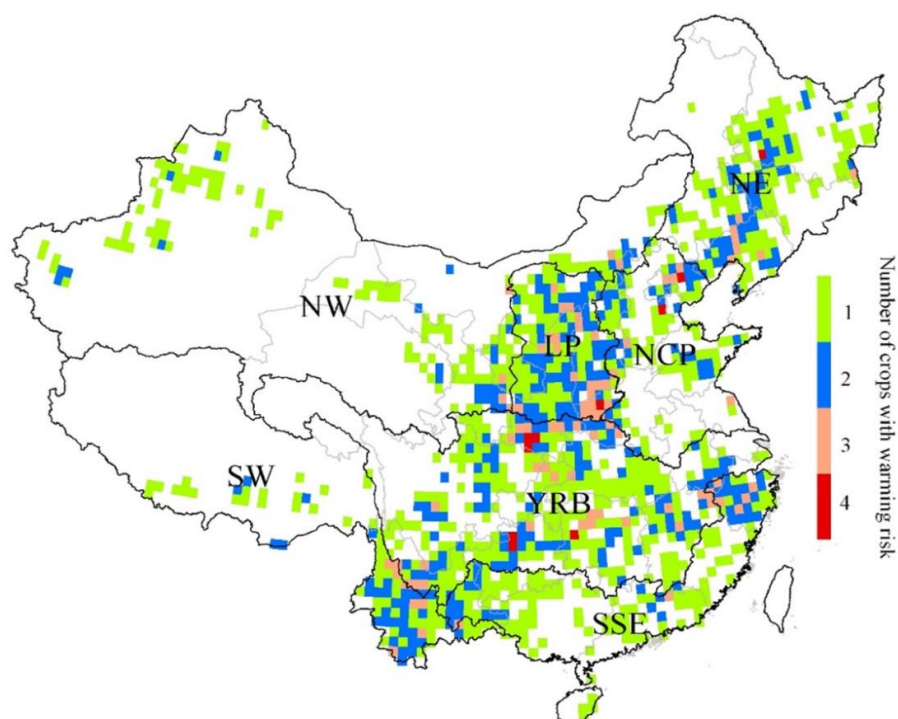 NE
NW
LP
NCP
SW
YRB
SSE
Number of crops with warming risk
1
2
3
4